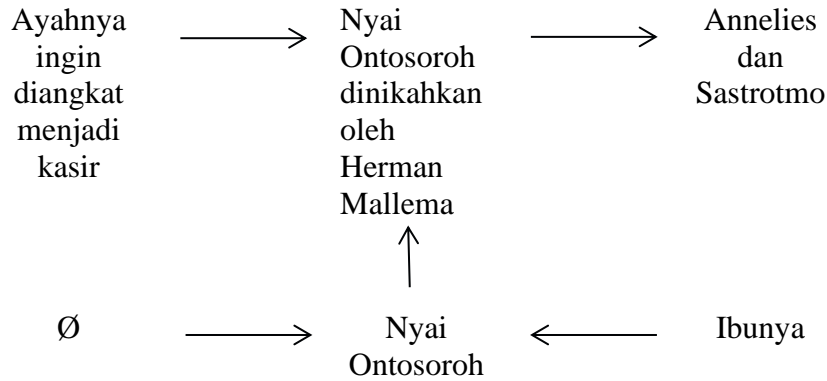 Ayahnya
ingin
diangkat
menjadi
kasir
Nyai
Ontosoroh
dinikahkan
oleh
Herman
Mallema
Annelies
dan
Sastrotmo
Ø
Nyai
Ontosoroh
Ibunya